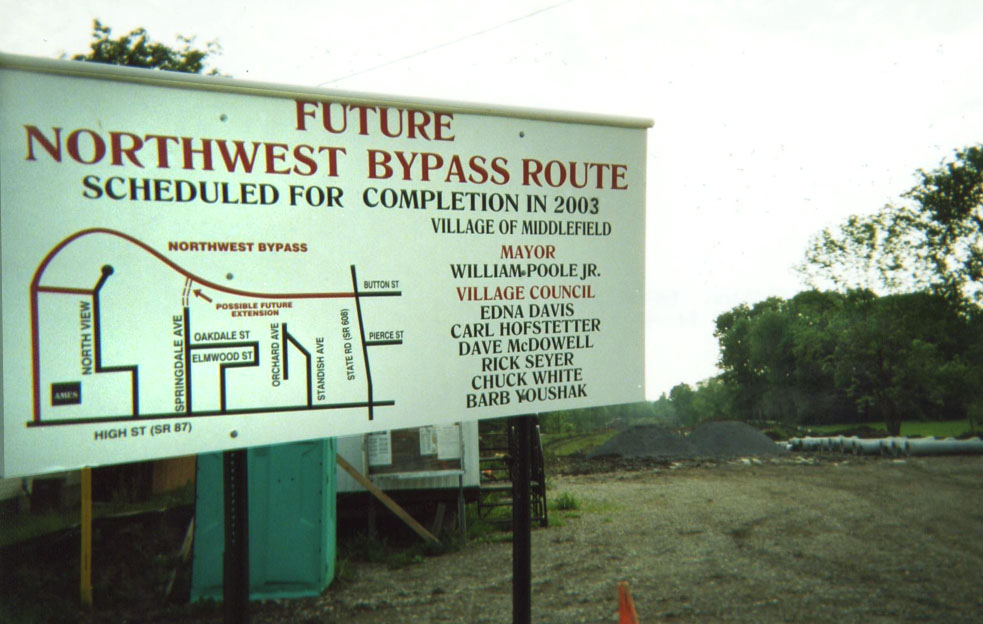 FUTURE
NORTHWEST BYPASS ROUTE
SCHEDULED FOR COMPLETION IN 2003
VILLAGE OF MIDDLEFIELD
MAYOR
WILLIAM POOLE JR.
VILLAGE COUNCIL
EDNA DAVIS
CARL HOFSTETTER
DAVE McDOWELL
RICK SEYER
CHUCK WHITE
BARB YOUSHAK
NORTHWEST BYPASS
POSSIBLE FUTURE
EXTENSION
BUTTON ST
PIERCE ST
NORTH VIEW
SPRINGDALE AVE
OAKDALE ST
ELMWOOD ST
ORCHARD AVE
STANDISH AVE
STATE RD (SR 608)
AMES
HIGH ST (SR 87)